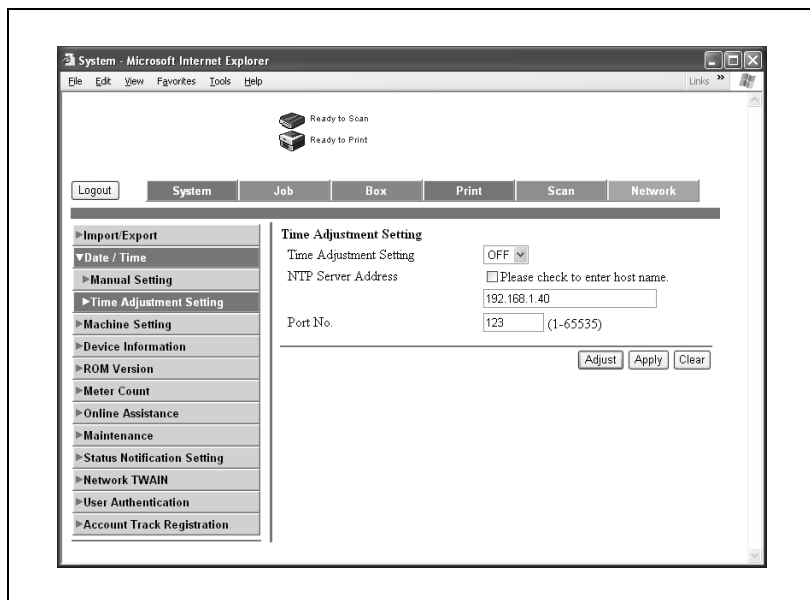 System - Microsoft Internet Explorer
File Edit View Favorites Tools Help Links »
Ready to Scan
Ready to Print
Logout System Job Box Print Scan Network
Import/Export
Date / Time
Manual Setting
Time Adjustment Setting
Machine Setting
Device Information
ROM Version
Meter Count
Online Assistance
Maintenance
Status Notification Setting
Network TWAIN
User Authentication
Account Track Registration
Time Adjustment Setting
Time Adjustment Setting OFF
NTP Server Address Please check to enter host name.
192.168.1.40
Port No. 123 (1-65535)
Adjust Apply Clear